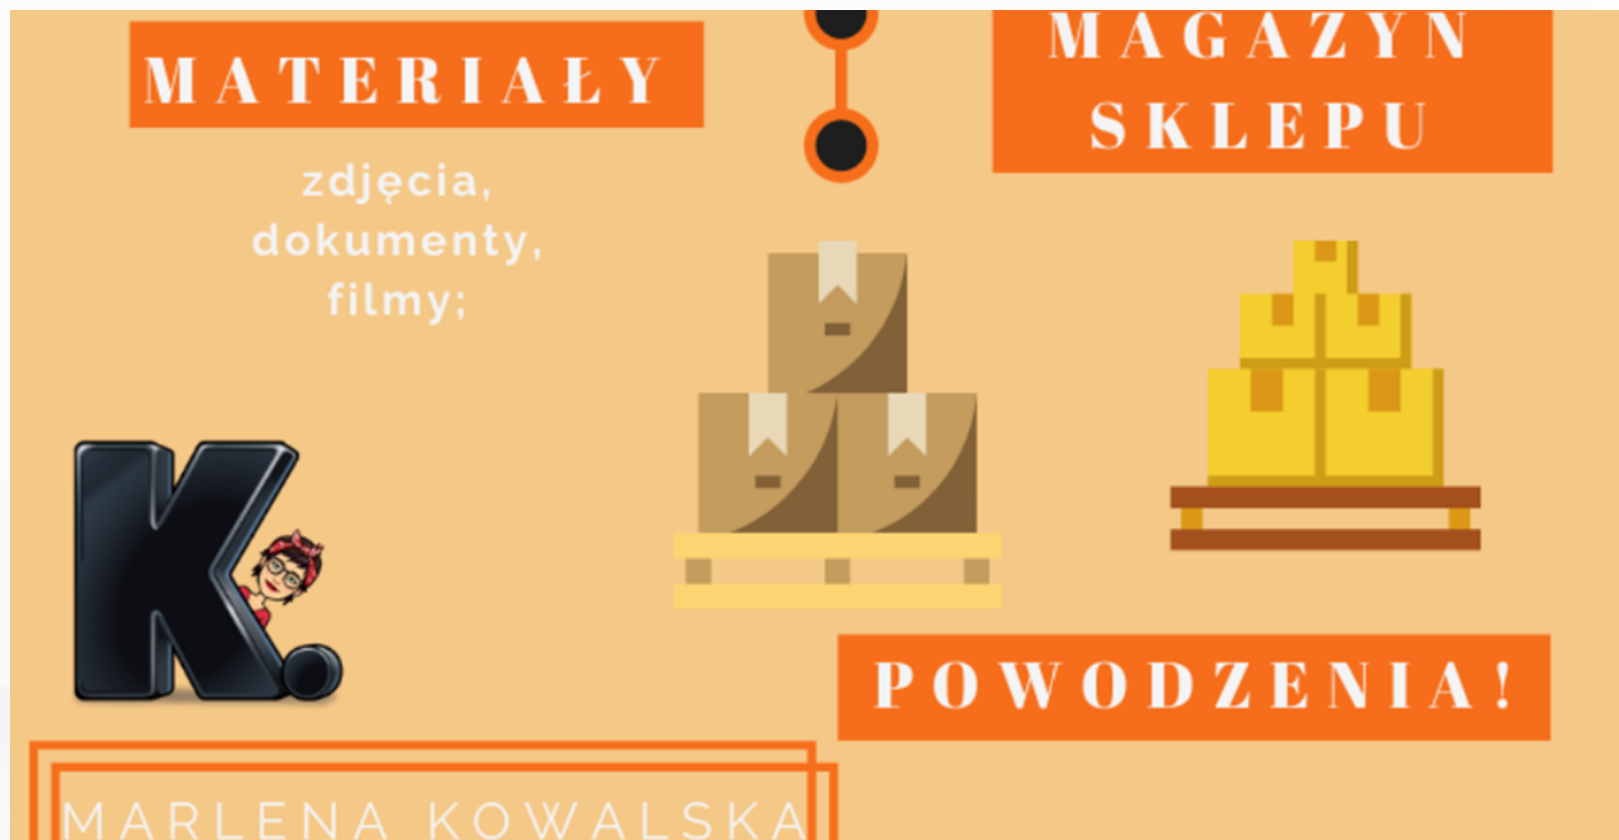 MATERIAŁY
zdjęcia,
dokumenty,
filmy;
MAGAZYN
SKLEPU
K.
POWODZENIA!
MARLENA KOWALSKA